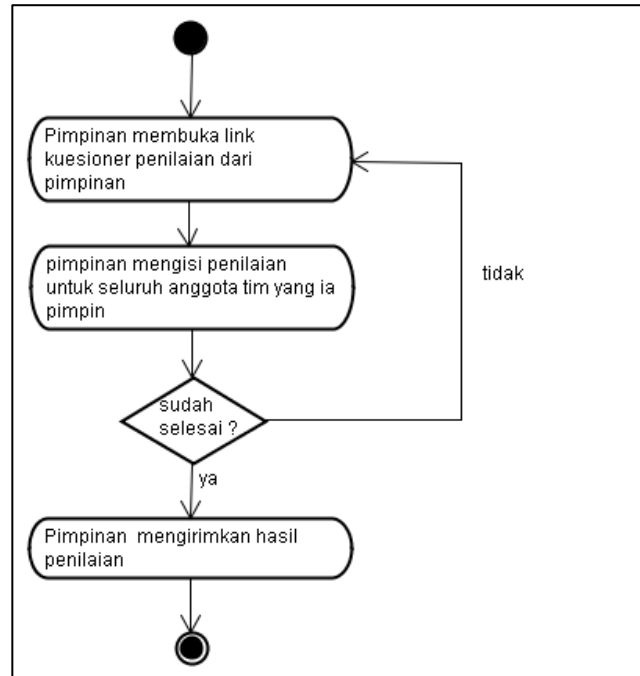 Pimpinan membuka link
kuesioner penilaian dari
pimpinan
pimpinan mengisi penilaian
untuk seluruh anggota tim yang ia
pimpin
tidak
sudah
selesai ?
ya
Pimpinan mengirimkan hasil
penilaian